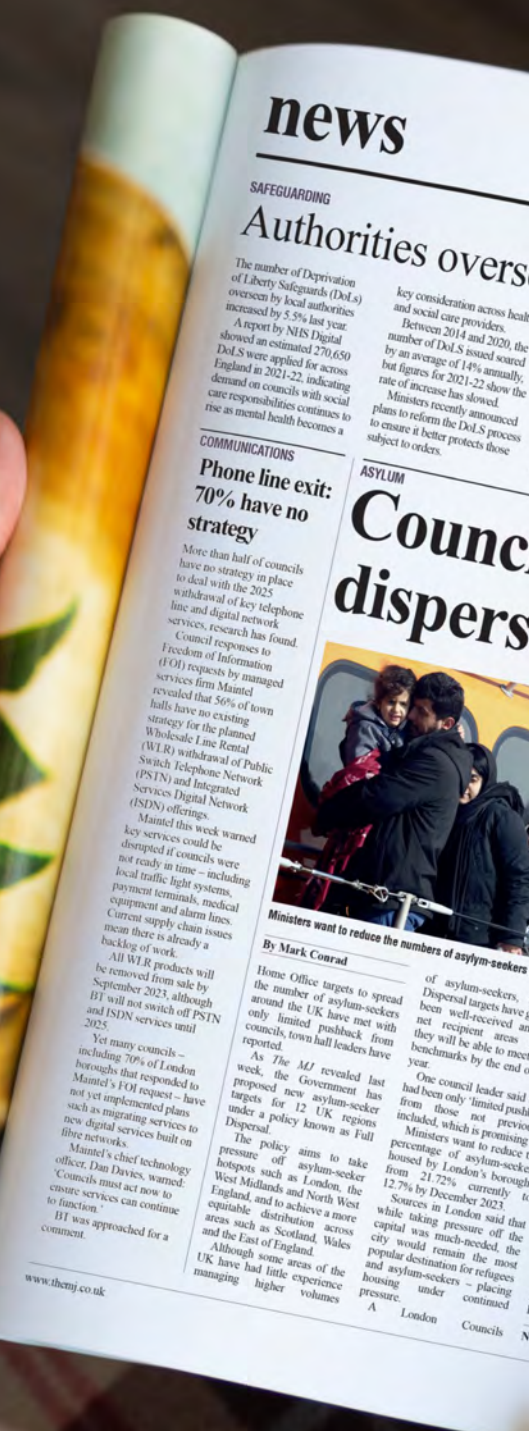 news
SAFEGUARDING
Authorities overs
The number of Deprivation
of Liberty Safeguards (DoLs)
overseen by local authorities
increased by 5.5% last year.
A report by NHS Digital
showed an estimated 270,650
DoLS were applied for across
England in 2021-22, indicating
demand on councils with social
care responsibilities continues to
rise as mental health becomes a
key consideration across healt
and social care providers.
Between 2014 and 2020, the
number of DoLS issued soared
by an average of 14% annually,
but figures for 2021-22 show the
rate of increase has slowed.
Ministers recently announced
plans to reform the DoLS process
to ensure it better protects those
subject to orders.
COMMUNICATIONS
Phone line exit:
70% have no
strategy
More than half of councils
have no strategy in place
to deal with the 2025
withdrawal of key telephone
line and digital network
services, research has found.
Council responses to
Freedom of Information
(FOI) requests by managed
services firm Maintel
revealed that 56% of town
halls have no existing
strategy for the planned
Wholesale Line Rental
(WLR) withdrawal of Public
Switch Telephone Network
(PSTN) and Integrated
Services Digital Network
(ISDN) offerings.
Maintel this week warned
key services could be
disrupted if councils were
not ready in time – including
local traffic light systems,
payment terminals, medical
equipment and alarm lines.
Current supply chain issues
mean there is already a
backlog of work.
All WLR products will
be removed from sale by
September 2023, although
BT will not switch off PSTN
and ISDN services until
2025.
Yet many councils –
including 70% of London
boroughs that responded to
Maintel's FOI request – have
not yet implemented plans
such as migrating services to
new digital services built on
fibre networks.
Maintel's chief technology
officer, Dan Davies, warned:
'Councils must act now to
ensure services can continue
to function.'
BT was approached for a
comment.
ASYLUM
Counc
dispers
Ministers want to reduce the numbers of asylym-seekers
By Mark Conrad
Home Office targets to spread
the number of asylum-seekers
around the UK have met with
only limited pushback from
councils, town hall leaders have
reported.
As The MJ revealed last
week, the Government has
proposed new asylum-seeker
targets for 12 UK regions
under a policy known as Full
Dispersal.
The policy aims to take
pressure off asylum-seeker
hotspots such as London, the
West Midlands and North West
England, and to achieve a more
equitable distribution across
areas such as Scotland, Wales
and the East of England.
Although some areas of the
UK have had little experience
managing higher volumes
of asylum-seekers,
Dispersal targets have g
been well-received an
net recipient areas
they will be able to meet
benchmarks by the end o
year.
One council leader said
had been only 'limited push
from those not previo
included, which is promising
Ministers want to reduce t
percentage of asylum-seek
housed by London's borough
from 21.72% currently
12.7% by December 2023.
Sources in London said that
while taking pressure off the
capital was much-needed, the
city would remain the most
popular destination for refugees
and asylum-seekers – placing
housing under continued
pressure.
A London Councils
www.themj.co.uk